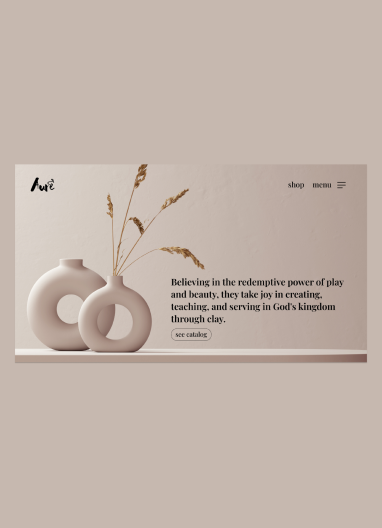 Aure
shop menu
Believing in the redemptive power of play
and beauty, they take joy in creating,
teaching, and serving in God's kingdom
through clay.
see catalog